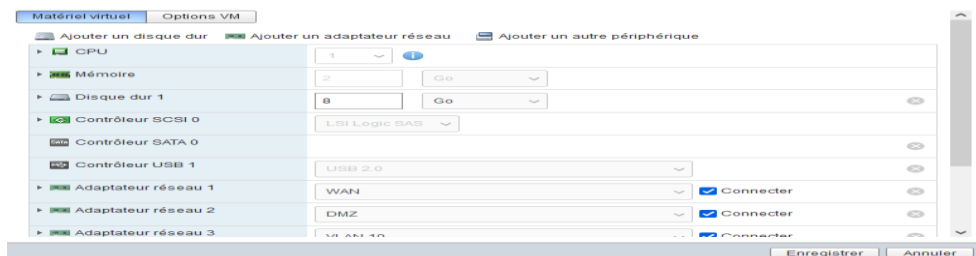 Matériel virtuel Options VM
Ajouter un disque dur Ajouter un adaptateur réseau Ajouter un autre périphérique
CPU 1
Mémoire 2 Go
Disque dur 1 8 Go
Contrôleur SCSI 0 LSI Logic SAS
SATA Contrôleur SATA 0
Contrôleur USB 1 USB 2.0
Adaptateur réseau 1 WAN Connecter
Adaptateur réseau 2 DMZ Connecter
Adaptateur réseau 3 VLAN 10 Connecter
Enregistrer Annuler